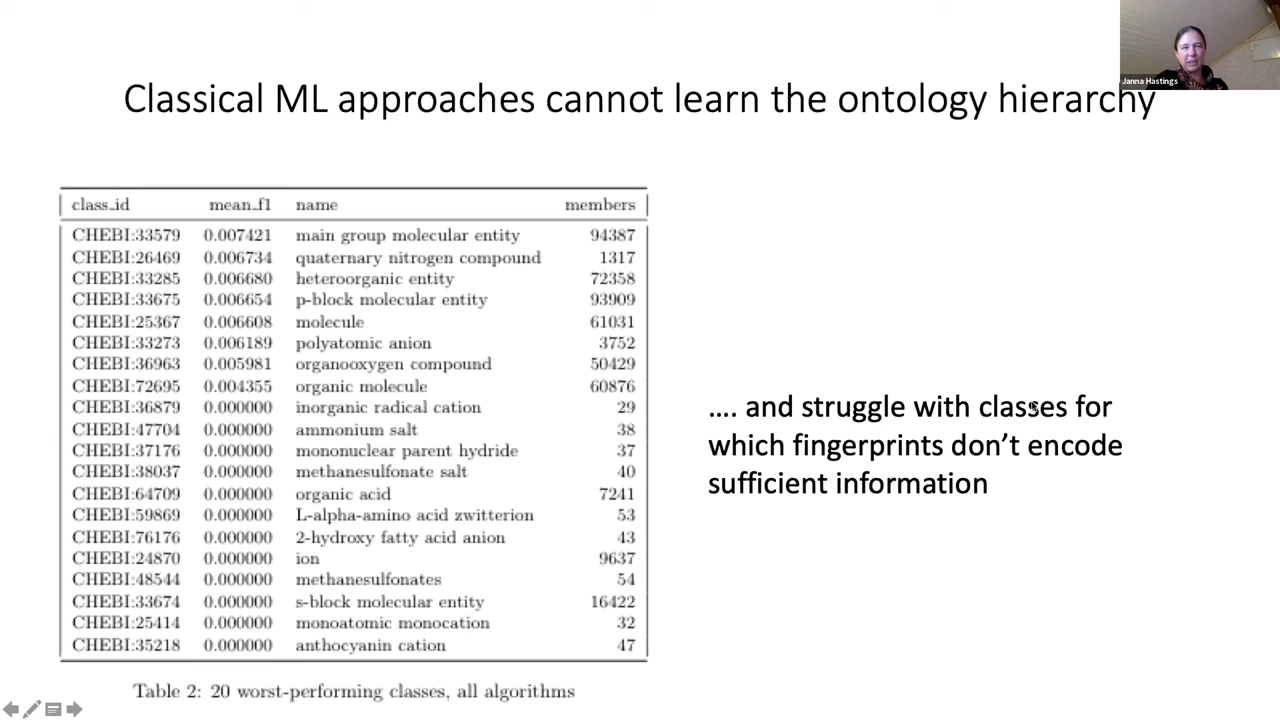 Janna Hastings
Classical ML approaches cannot learn the ontology hierarchy
class_id mean_f1 name members
CHEBI:33579 0.007421 main group molecular entity 94387
CHEBI:26469 0.006734 quaternary nitrogen compound 1317
CHEBI:33285 0.006680 heteroorganic entity 72358
CHEBI:33675 0.006654 p-block molecular entity 93909
CHEBI:25367 0.006608 molecule 61031
CHEBI:33273 0.006189 polyatomic anion 3752
CHEBI:36963 0.005981 organooxygen compound 50429
CHEBI:72695 0.004355 organic molecule 60876
CHEBI:36879 0.000000 inorganic radical cation 29
CHEBI:47704 0.000000 ammonium salt 38
CHEBI:37176 0.000000 mononuclear parent hydride 37
CHEBI:38037 0.000000 methanesulfonate salt 40
CHEBI:64709 0.000000 organic acid 7241
CHEBI:59869 0.000000 L-alpha-amino acid zwitterion 53
CHEBI:76176 0.000000 2-hydroxy fatty acid anion 43
CHEBI:24870 0.000000 ion 9637
CHEBI:48544 0.000000 methanesulfonates 54
CHEBI:33674 0.000000 s-block molecular entity 16422
CHEBI:25414 0.000000 monoatomic monocation 32
CHEBI:35218 0.000000 anthocyanin cation 47
Table 2: 20 worst-performing classes, all algorithms
…. and struggle with classes for
which fingerprints don’t encode
sufficient information